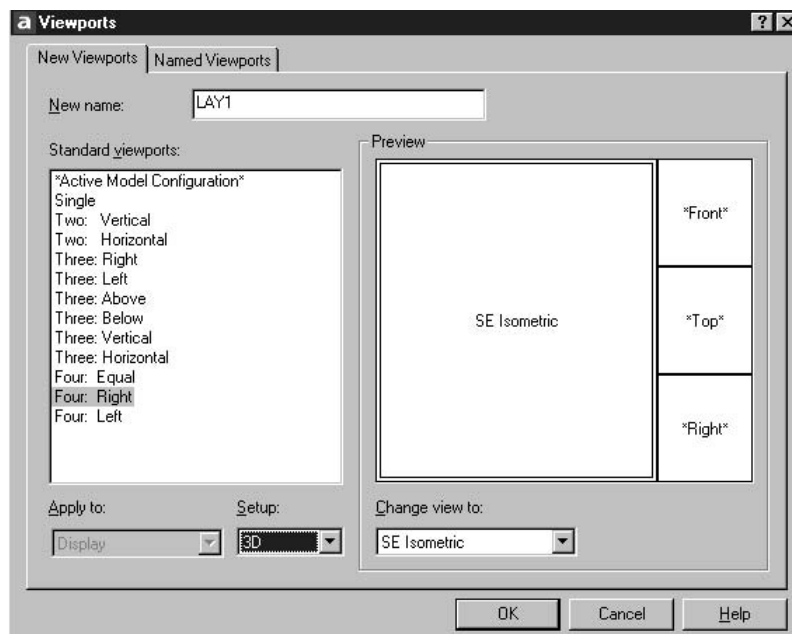 a Viewports
? X
New Viewports
Named Viewports
New name:
LAY1
Standard viewports:
*Active Model Configuration*
Single
Two: Vertical
Two: Horizontal
Three: Right
Three: Left
Three: Above
Three: Below
Three: Vertical
Three: Horizontal
Four: Equal
Four: Right
Four: Left
Apply to:
Display
Setup:
3D
Preview
SE Isometric
*Front*
*Top*
*Right*
Change view to:
SE Isometric
OK
Cancel
Help